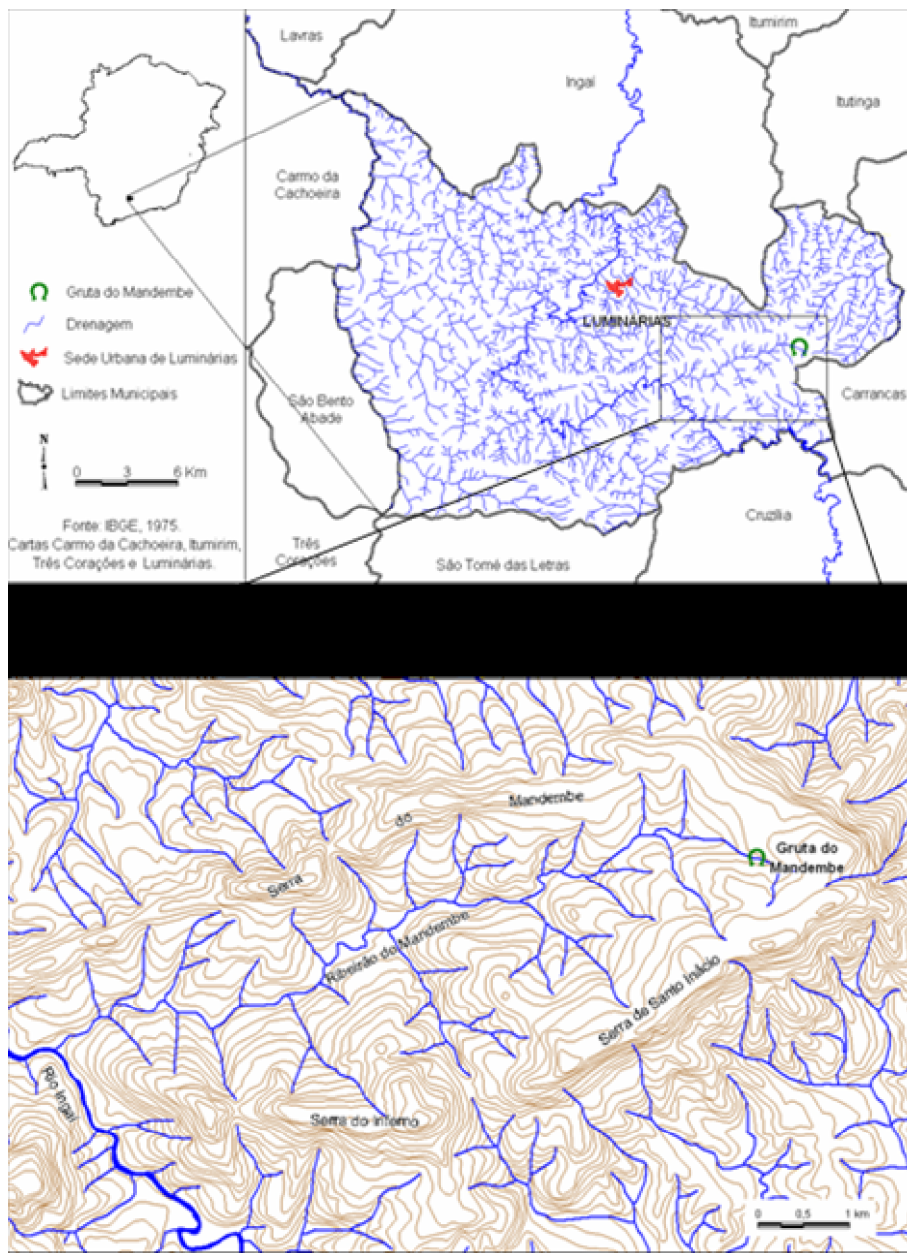 Lavras
Itumirim
Ingaí
Itutinga
Carmo da
Cachoeira
Gruta do Mandembe
Drenagem
Sede Urbana de Luminárias
Limites Municipais
LUMINÁRIAS
São Bento
Abade
Carrancas
N
0 3 6 Km
Fonte: IBGE, 1975.
Cartas Carmo da Cachoeira, Itumirim,
Três Corações e Luminárias.
Três
Corações
São Tomé das Letras
Cruzília
Serra
do
Mandembe
Gruta do
Mandembe
Ribeirão do Mandembe
Serra de Santo Inácio
Rio Ingaí
Serra do Inferno
0 0,5 1 km